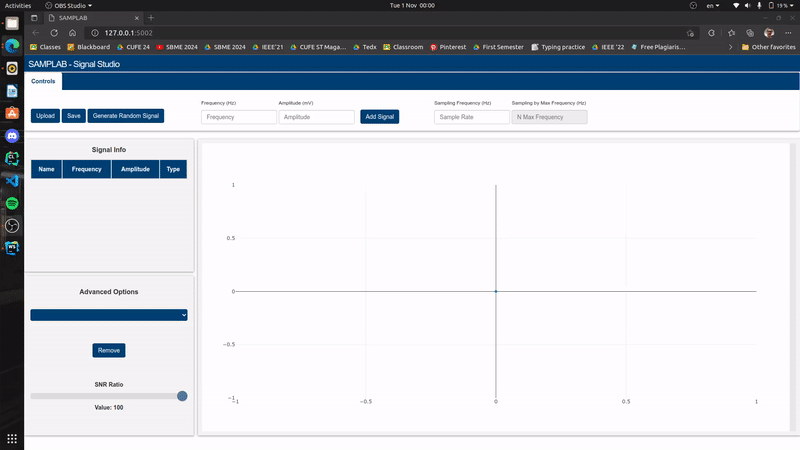 Activities OBS Studio Tue 1 Nov 00:00 en 19%
SAMPLAB
127.0.0.1:5002
Classes Blackboard CUFE 24 SBME 2024 SBME 2024 IEEE'21 CUFE ST Maga... Tedx Classroom Pinterest First Semester Typing practice IEEE '22 Free Plagiaris... Other favorites
SAMPLAB - Signal Studio
Controls
Frequency (Hz) Amplitude (mV) Sampling Frequency (Hz) Sampling by Max Frequency (Hz)
Upload Save Generate Random Signal Frequency Amplitude Add Signal Sample Rate N Max Frequency
Signal Info
Name Frequency Amplitude Type
1
0.5
0
−0.5
−1
−1 −0.5 0 0.5 1
Advanced Options
Remove
SNR Ratio
Value: 100